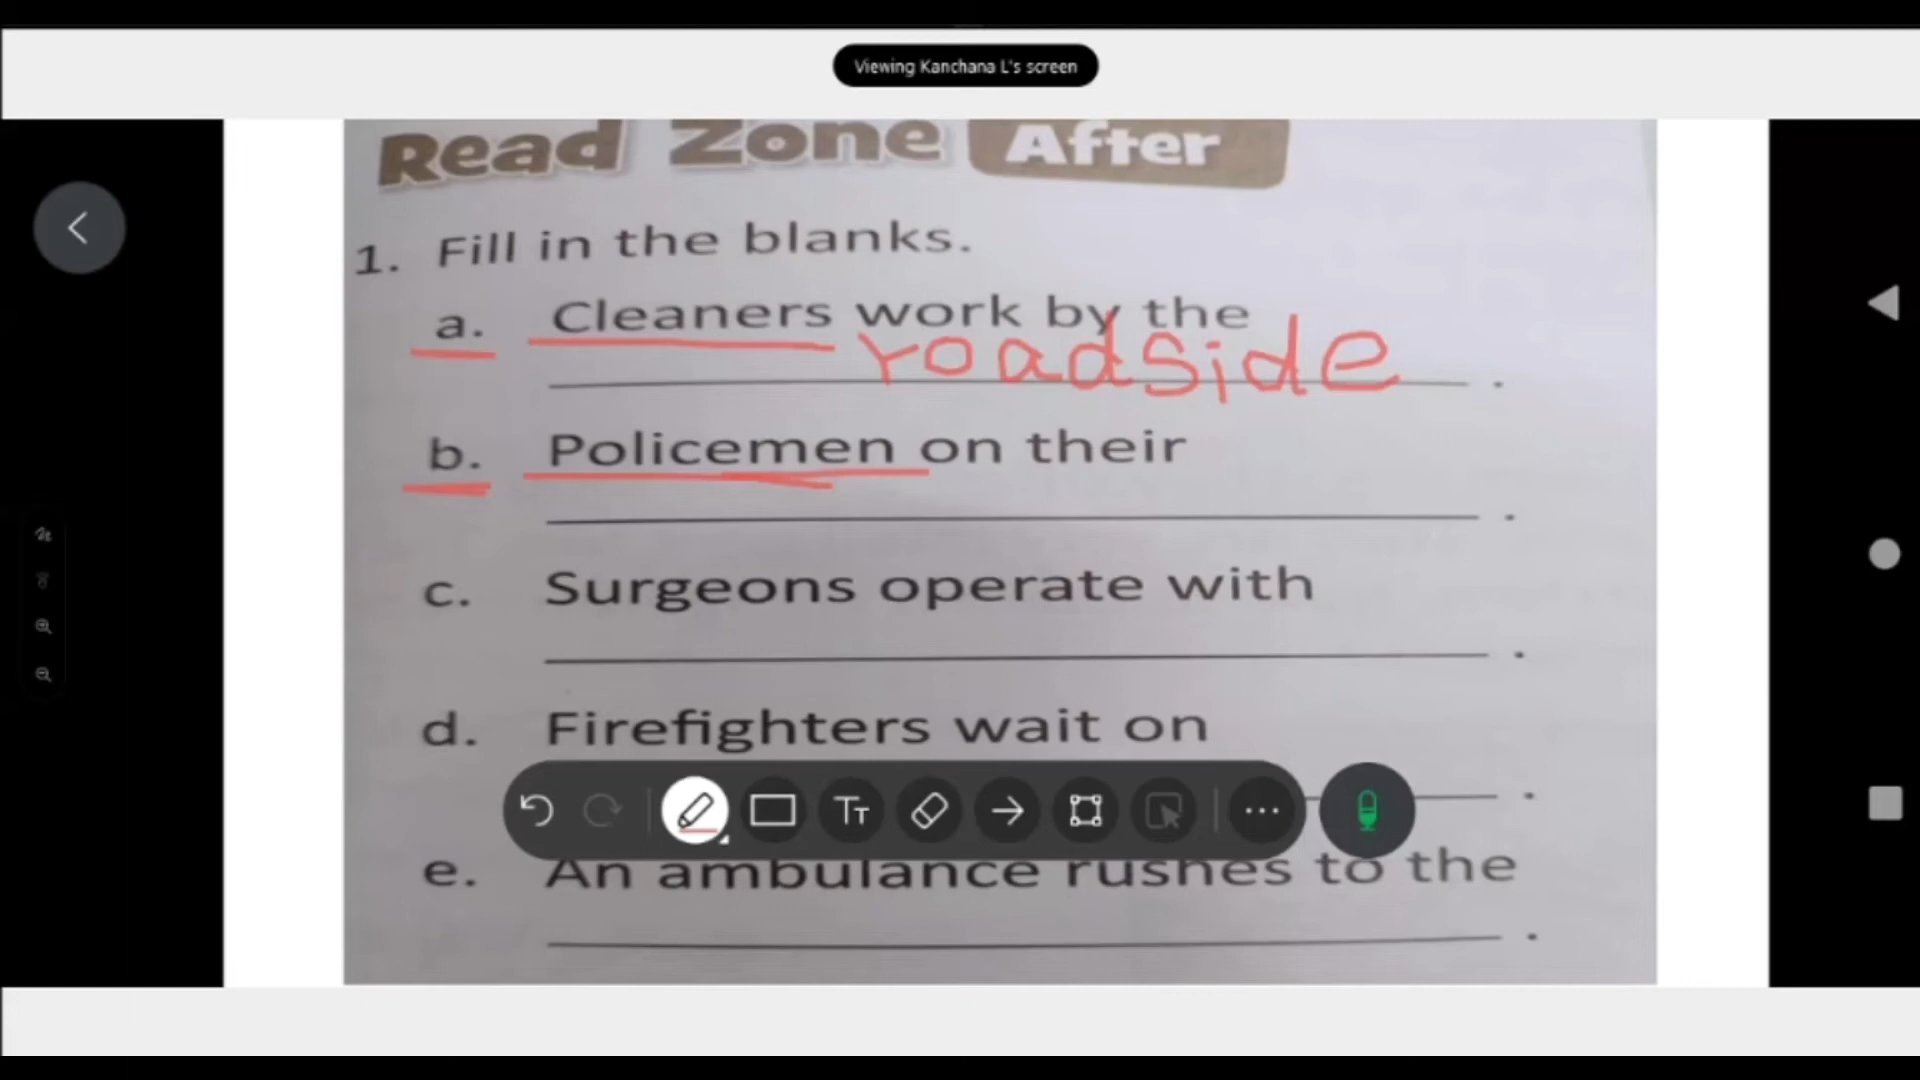 Viewing Kanchana L's screen
Read Zone After
1. Fill in the blanks.
a. Cleaners work by the
roadside .
b. Policemen on their
.
c. Surgeons operate with
.
d. Firefighters wait on
.
Tт
e. An ambulance rushes to the
.